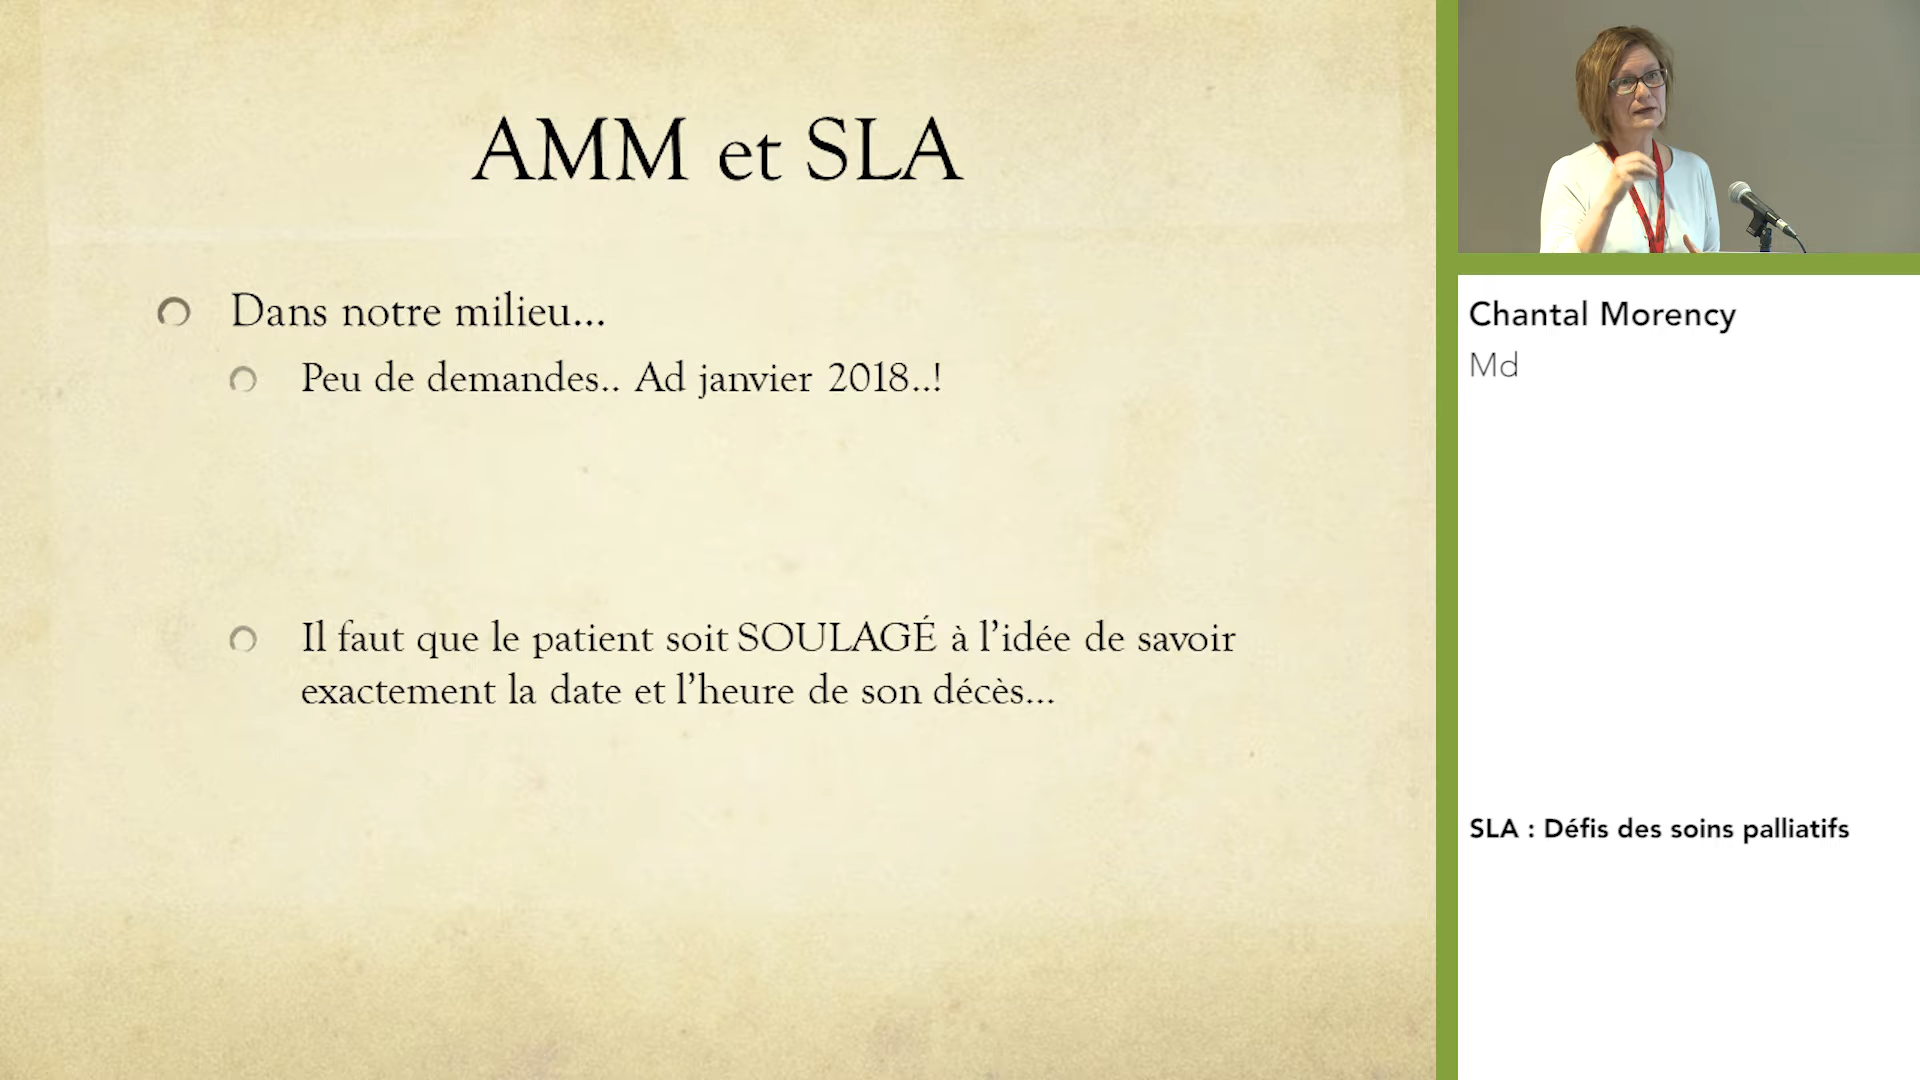 AMM et SLA
Dans notre milieu...
Peu de demandes.. Ad janvier 2018..!
Il faut que le patient soit SOULAGÉ à l’idée de savoir
exactement la date et l’heure de son décès...
Chantal Morency
Md
SLA : Défis des soins palliatifs